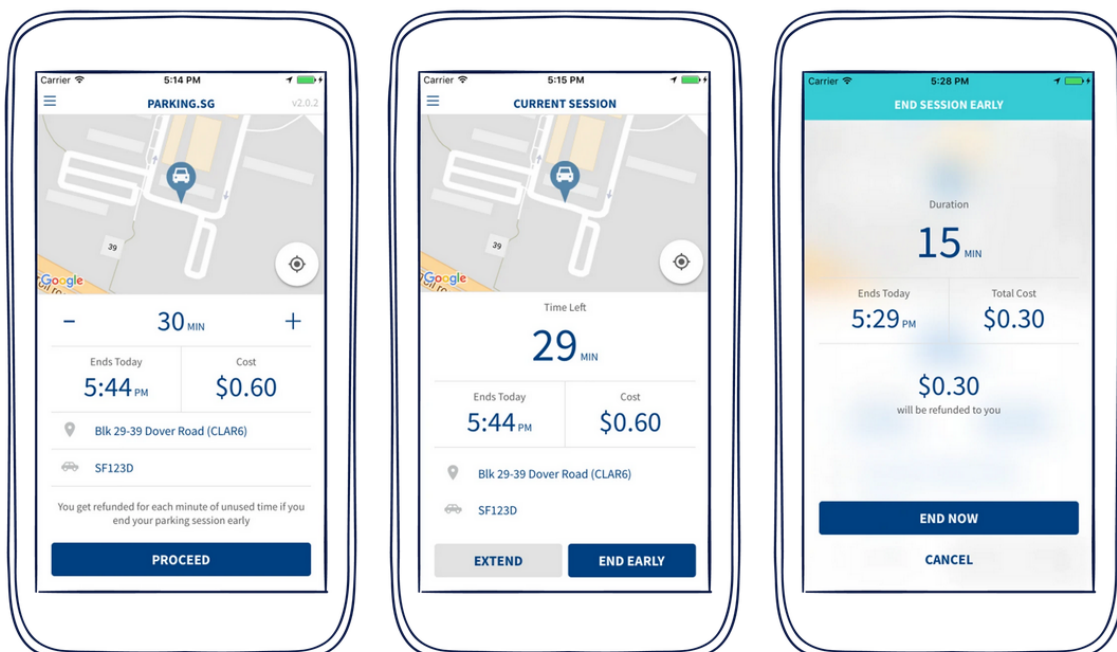 Carrier 5:14 PM
PARKING.SG v2.0.2
39
Google
- 30 MIN +
Ends Today Cost
5:44 PM $0.60
Blk 29-39 Dover Road (CLAR6)
SF123D
You get refunded for each minute of unused time if you
end your parking session early
PROCEED
Carrier 5:15 PM
CURRENT SESSION
39
Google
Time Left
29 MIN
Ends Today Cost
5:44 PM $0.60
Blk 29-39 Dover Road (CLAR6)
SF123D
EXTEND END EARLY
Carrier 5:28 PM
END SESSION EARLY
Duration
15 MIN
Ends Today Total Cost
5:29 PM $0.30
$0.30
will be refunded to you
END NOW
CANCEL